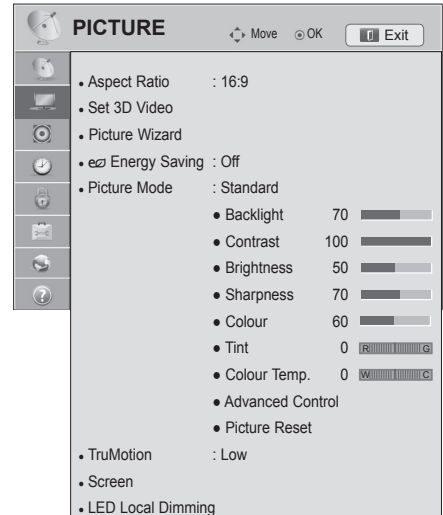 PICTURE
Move OK Exit
• Aspect Ratio : 16:9
• Set 3D Video
• Picture Wizard
• Energy Saving : Off
• Picture Mode : Standard
● Backlight 70
● Contrast 100
● Brightness 50
● Sharpness 70
● Colour 60
● Tint 0 R G
● Colour Temp. 0 W C
● Advanced Control
● Picture Reset
• TruMotion : Low
• Screen
• LED Local Dimming